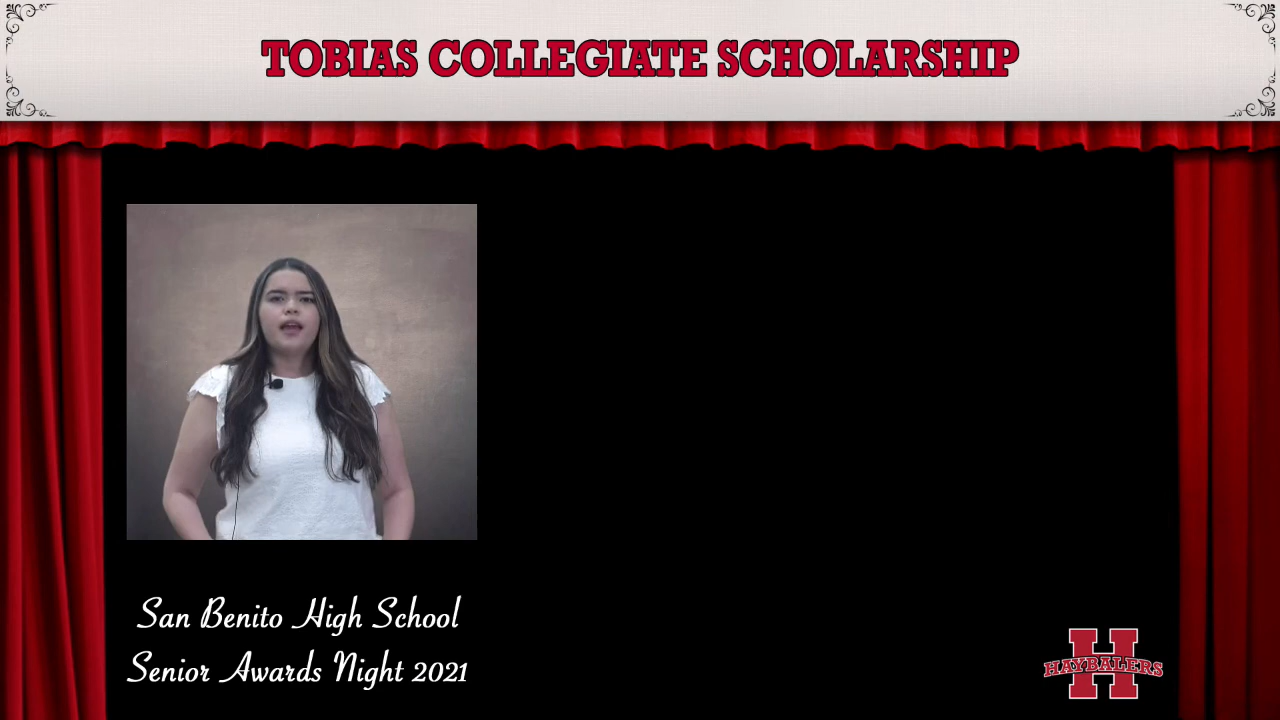 TOBIAS COLLEGIATE SCHOLARSHIP
San Benito High School
Senior Awards Night 2021
H
HAYBALERS